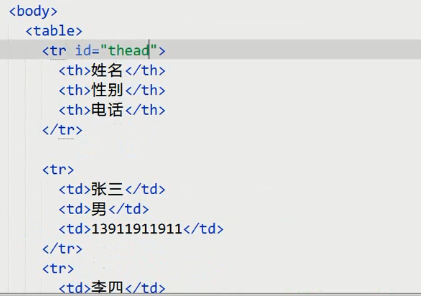 <body>
<table>
<tr id="thead">
<th>姓名</th>
<th>性别</th>
<th>电话</th>
</tr>
<tr>
<td>张三</td>
<td>男</td>
<td>13911911911</td>
</tr>
<tr>
<td>李四</td>